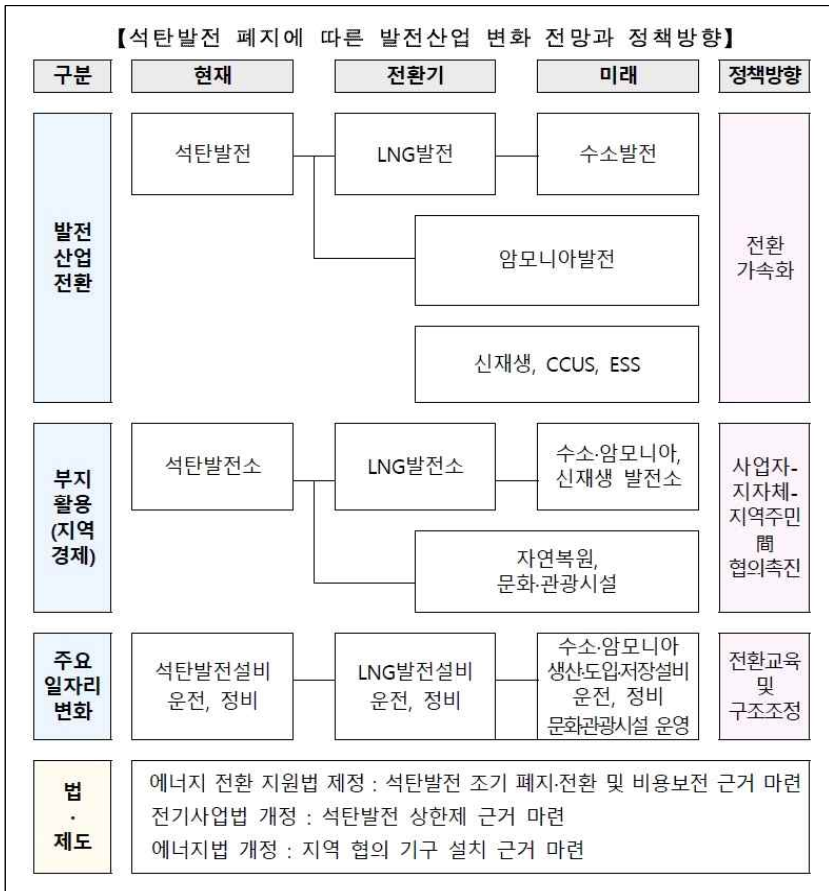 【석탄발전 폐지에 따른 발전산업 변화 전망과 정책방향】
구분
현재
전환기
미래
정책방향
발전
산업
전환
석탄발전
LNG발전
수소발전
암모니아발전
신재생, CCUS, ESS
전환
가속화
부지
활용
(지역
경제)
석탄발전소
LNG발전소
수소·암모니아,
신재생 발전소
자연복원,
문화·관광시설
사업자-
지자체-
지역주민
間
협의촉진
주요
일자리
변화
석탄발전설비
운전, 정비
LNG발전설비
운전, 정비
수소·암모니아
생산·도입·저장설비
운전, 정비
문화관광시설 운영
전환교육
및
구조조정
법
·
제도
에너지 전환 지원법 제정 : 석탄발전 조기 폐지·전환 및 비용보전 근거 마련
전기사업법 개정 : 석탄발전 상한제 근거 마련
에너지법 개정 : 지역 협의 기구 설치 근거 마련